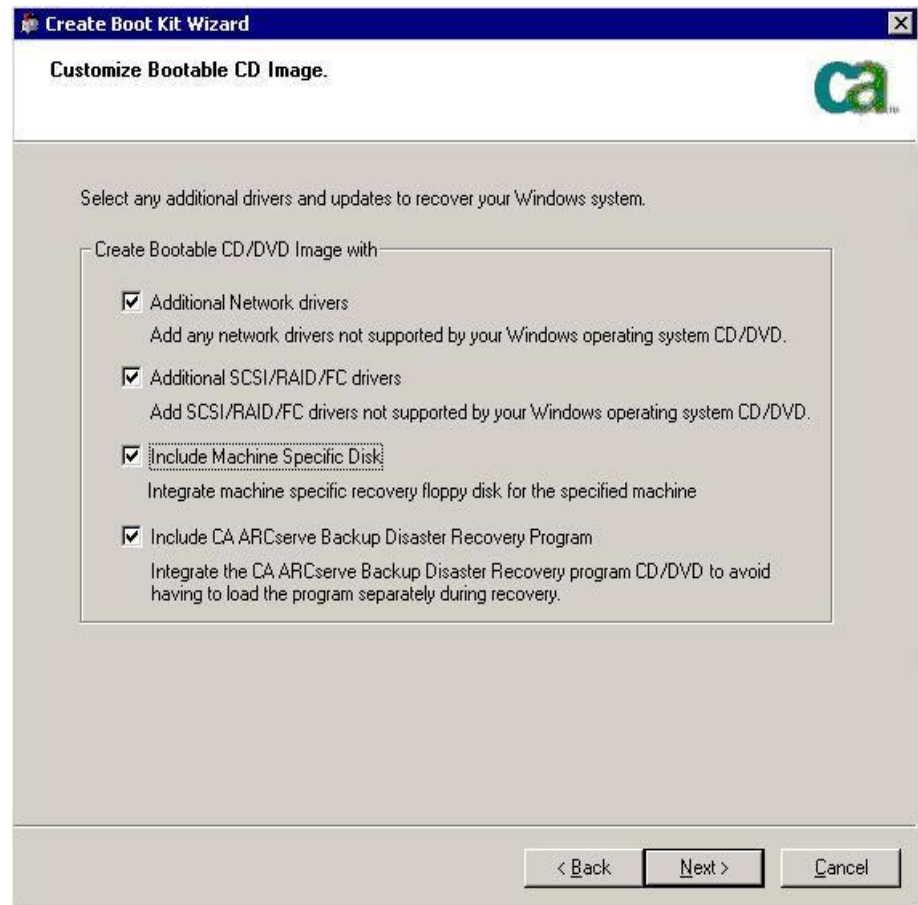 Create Boot Kit Wizard
Customize Bootable CD Image.
ca
Select any additional drivers and updates to recover your Windows system.
Create Bootable CD/DVD Image with
Additional Network drivers
Add any network drivers not supported by your Windows operating system CD/DVD.
Additional SCSI/RAID/FC drivers
Add SCSI/RAID/FC drivers not supported by your Windows operating system CD/DVD.
Include Machine Specific Disk
Integrate machine specific recovery floppy disk for the specified machine
Include CA ARCserve Backup Disaster Recovery Program
Integrate the CA ARCserve Backup Disaster Recovery program CD/DVD to avoid
having to load the program separately during recovery.
< Back
Next >
Cancel